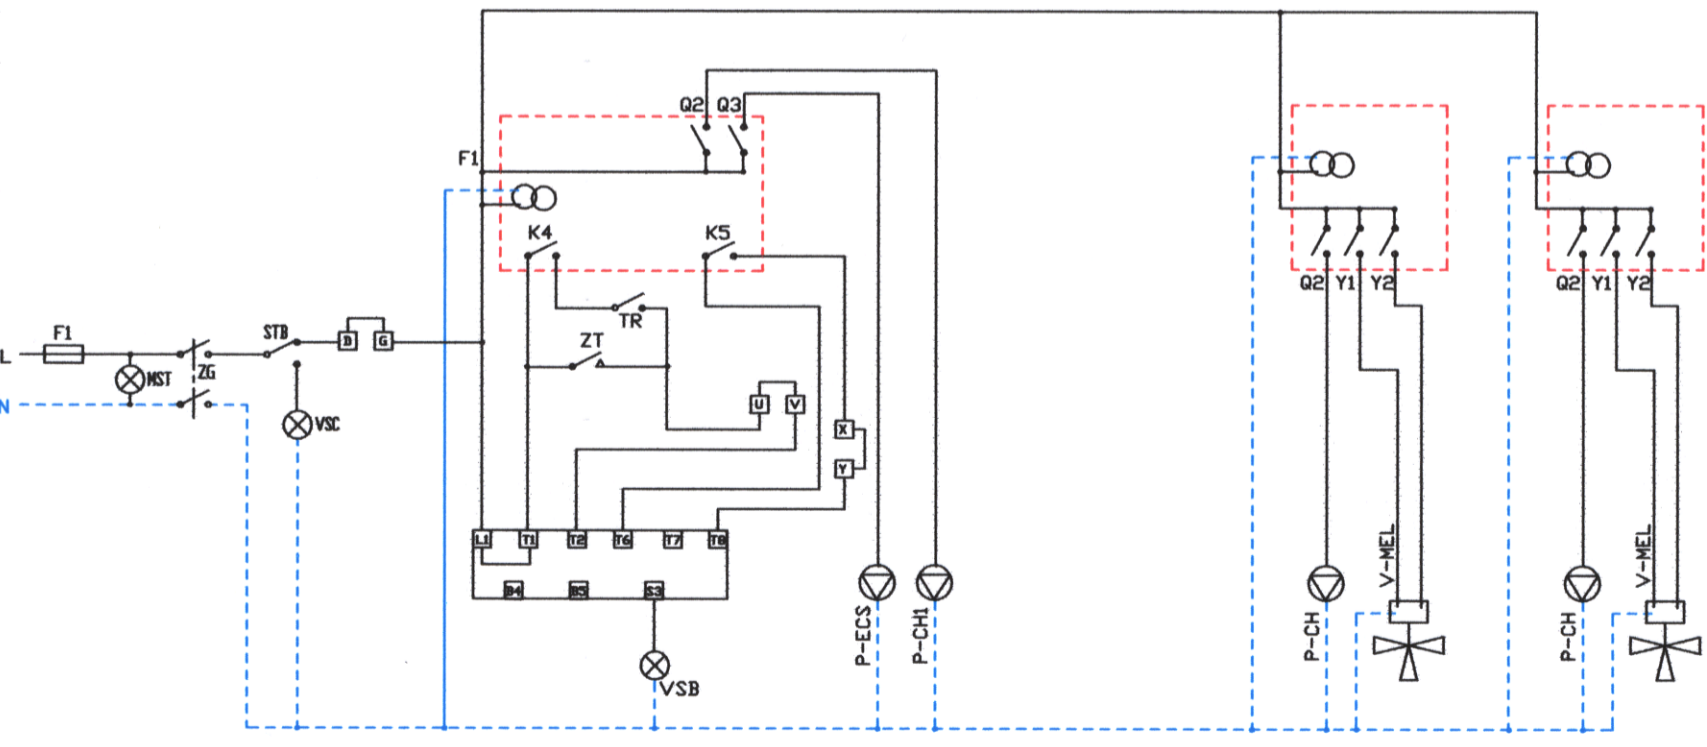 Q2 Q3
F1
K4 K5
Q2 Y1 Y2
Q2 Y1 Y2
TR
F1
STB
ZT
D G
L
MST
ZG
N
U V
VSC
X
Y
L1 T1 T2 T6 T7 T8
B4 B5 S3
VSB
P-ECS
P-CH1
P-CH
V-MEL
P-CH
V-MEL